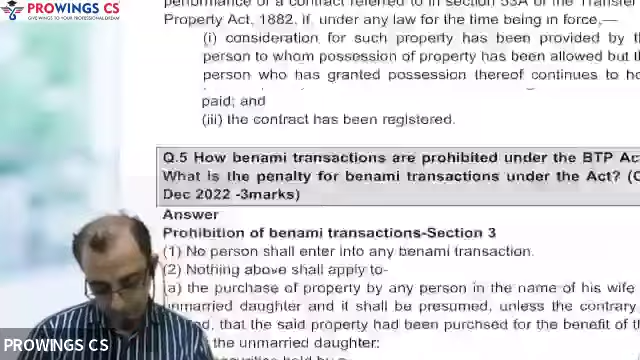 PROWINGS CS
GIVE WINGS TO YOUR PROFESSIONAL DREAM
performance of a contract referred to in section 53A of the Transfer
Property Act, 1882, if, under any law for the time being in force,—
(i) consideration for such property has been provided by th
person to whom possession of property has been allowed but th
person who has granted possession thereof continues to ho
paid; and
(iii) the contract has been registered.
Q.5 How benami transactions are prohibited under the BTP Ac
What is the penalty for benami transactions under the Act? (C
Dec 2022 -3marks)
Answer
Prohibition of benami transactions-Section 3
(1) No person shall enter into any benami transaction.
(2) Nothing above shall apply to-
(a) the purchase of property by any person in the name of his wife
unmarried daughter and it shall be presumed, unless the contrary
that the said property had been purchsed for the benefit of th
the unmarried daughter:
PROWINGS CS